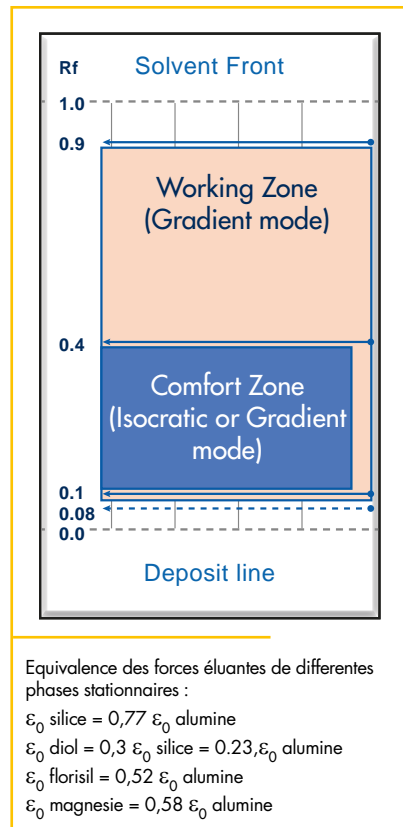 Rf Solvent Front
1.0
0.9
Working Zone
(Gradient mode)
0.4
Comfort Zone
(Isocratic or Gradient
mode)
0.1
0.08
0.0
Deposit line
Equivalence des forces éluantes de differentes
phases stationnaires :
ε0 silice = 0,77 ε0 alumine
ε0 diol = 0,3 ε0 silice = 0.23,ε0 alumine
ε0 florisil = 0,52 ε0 alumine
ε0 magnesie = 0,58 ε0 alumine